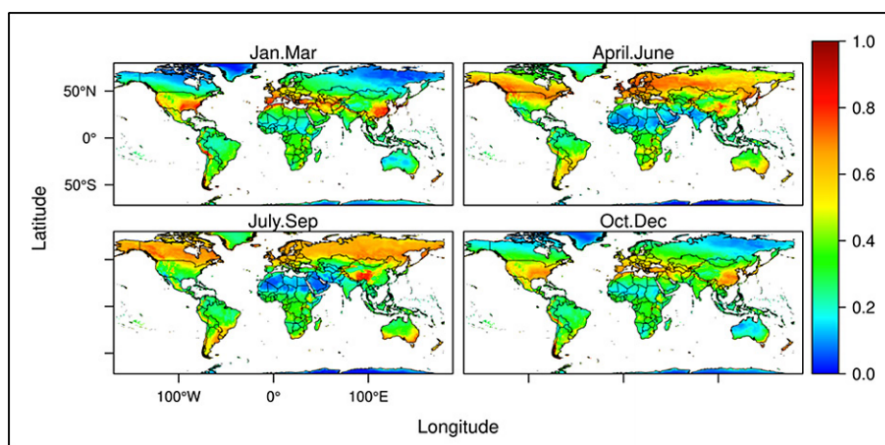 Jan.Mar
April.June
1.0
50°N
0.8
0°
50°S
0.6
Latitude
July.Sep
Oct.Dec
0.4
0.2
0.0
100°W
0°
100°E
Longitude